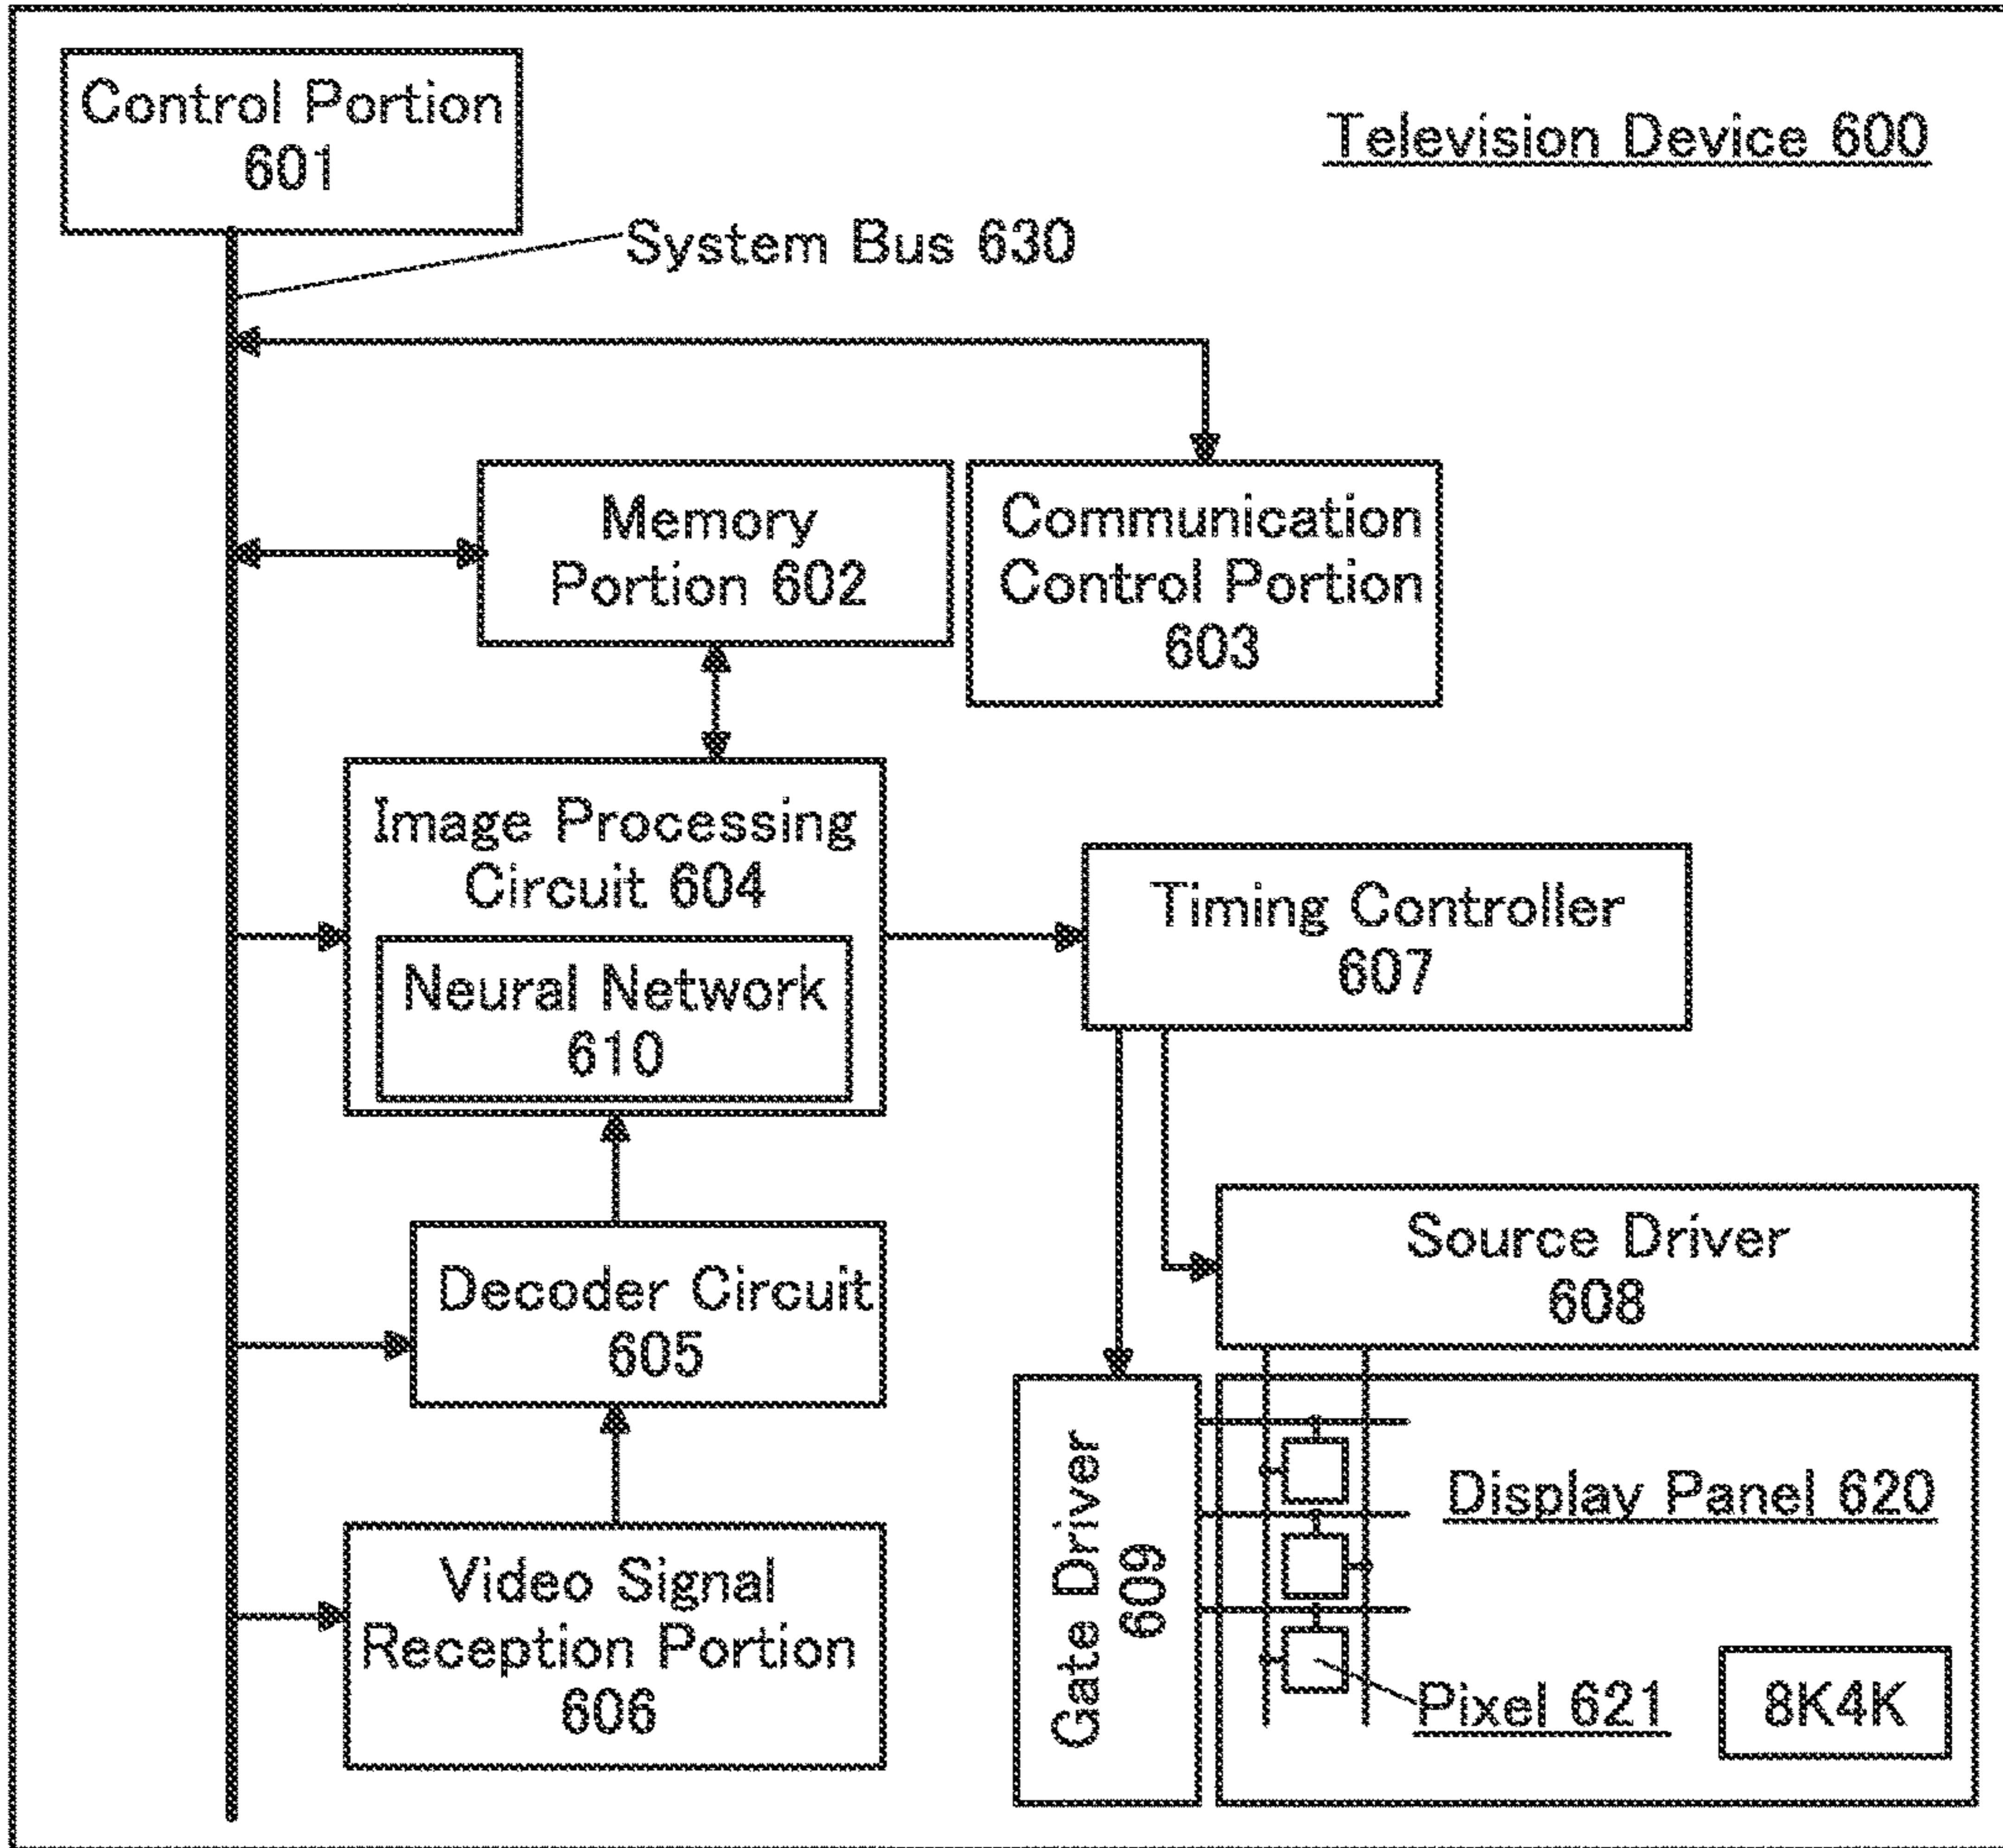 Control Portion
601
Television Device 600
System Bus 630
Memory
Portion 602
Communication
Control Portion
603
Image Processing
Circuit 604
Neural Network
610
Timing Controller
607
Decoder Circuit
605
Source Driver
608
Video Signal
Reception Portion
606
Gate Driver
609
Display Panel 620
Pixel 621
8K4K